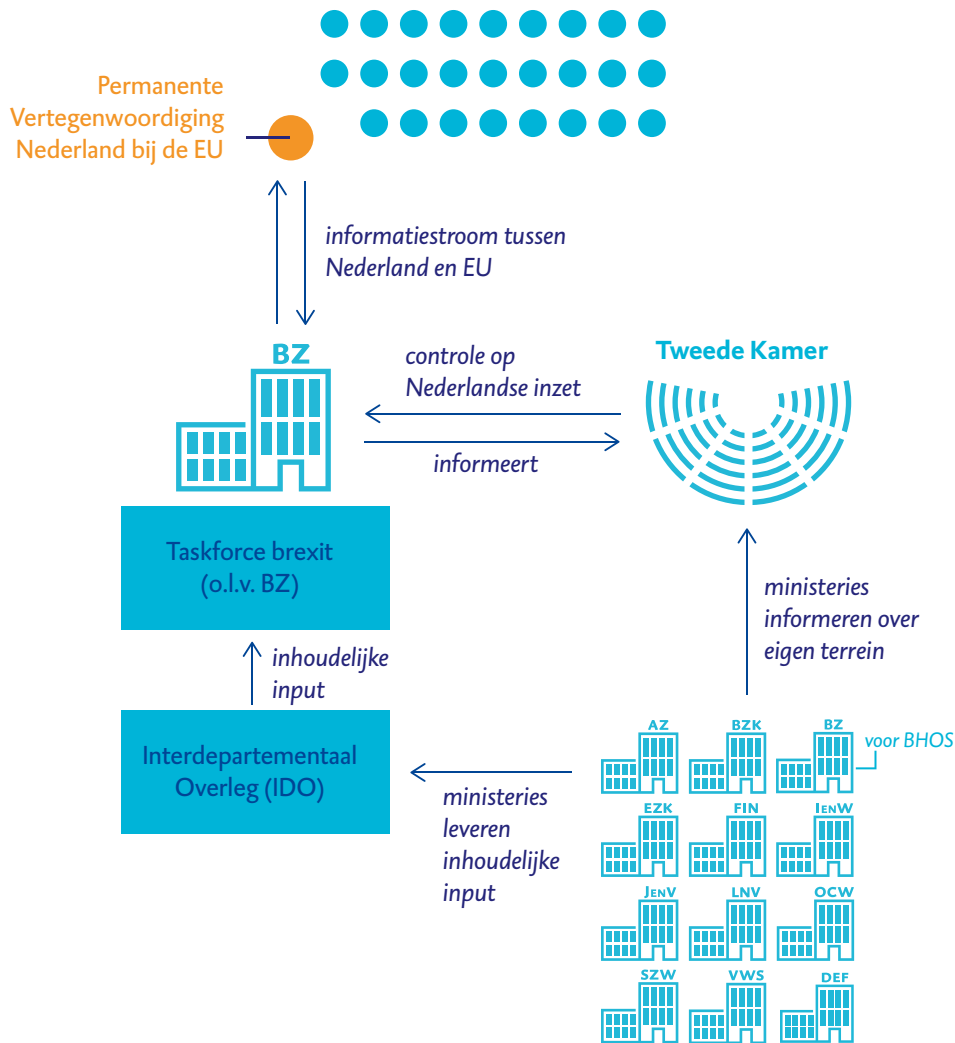 Permanente
Vertegenwoordiging
Nederland bij de EU
informatiestroom tussen
Nederland en EU
BZ
controle op
Nederlandse inzet
informeert
Tweede Kamer
Taskforce brexit
(o.l.v. BZ)
ministeries
informeren over
eigen terrein
inhoudelijke
input
Interdepartementaal
Overleg (IDO)
ministeries
leveren
inhoudelijke
input
AZ BZK BZ
voor BHOS
EZK FIN IenW
JenV LNV OCW
SZW VWS DEF